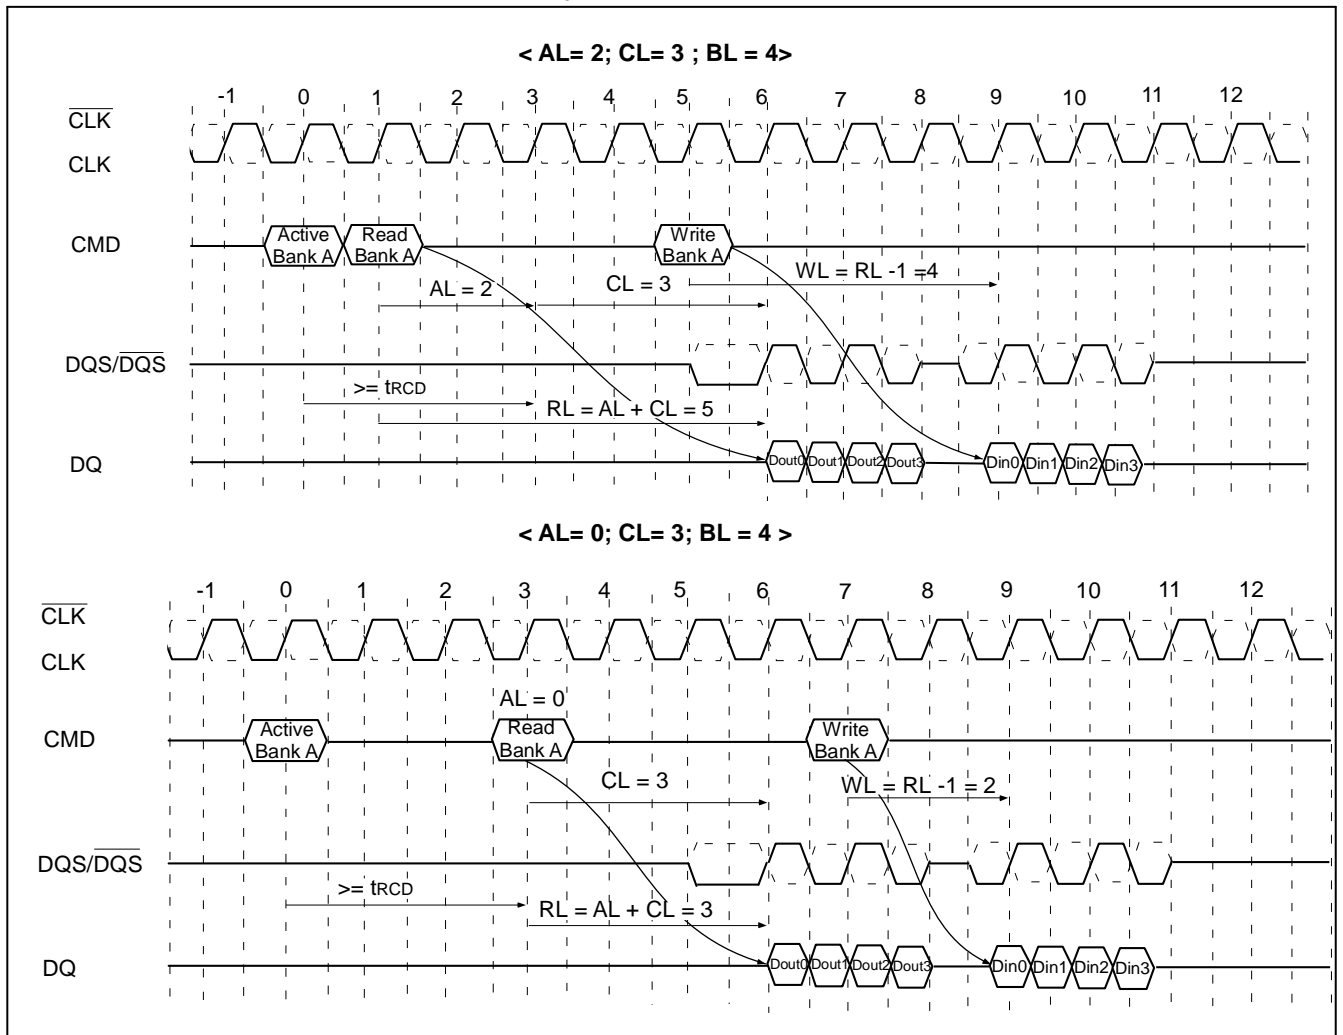 < AL= 2; CL= 3 ; BL = 4>
-1 0 1 2 3 4 5 6 7 8 9 10 11 12
CLK
CLK
CMD
Active
Bank A
Read
Bank A
Write
Bank A
WL = RL -1 =4
AL = 2
CL = 3
DQS/DQS
>= tRCD
RL = AL + CL = 5
DQ
Dout0 Dout1 Dout2 Dout3
Din0 Din1 Din2 Din3
< AL= 0; CL= 3; BL = 4 >
-1 0 1 2 3 4 5 6 7 8 9 10 11 12
CLK
CLK
AL = 0
CMD
Active
Bank A
Read
Bank A
Write
Bank A
CL = 3
WL = RL -1 = 2
DQS/DQS
>= tRCD
RL = AL + CL = 3
DQ
Dout0 Dout1 Dout2 Dout3
Din0 Din1 Din2 Din3